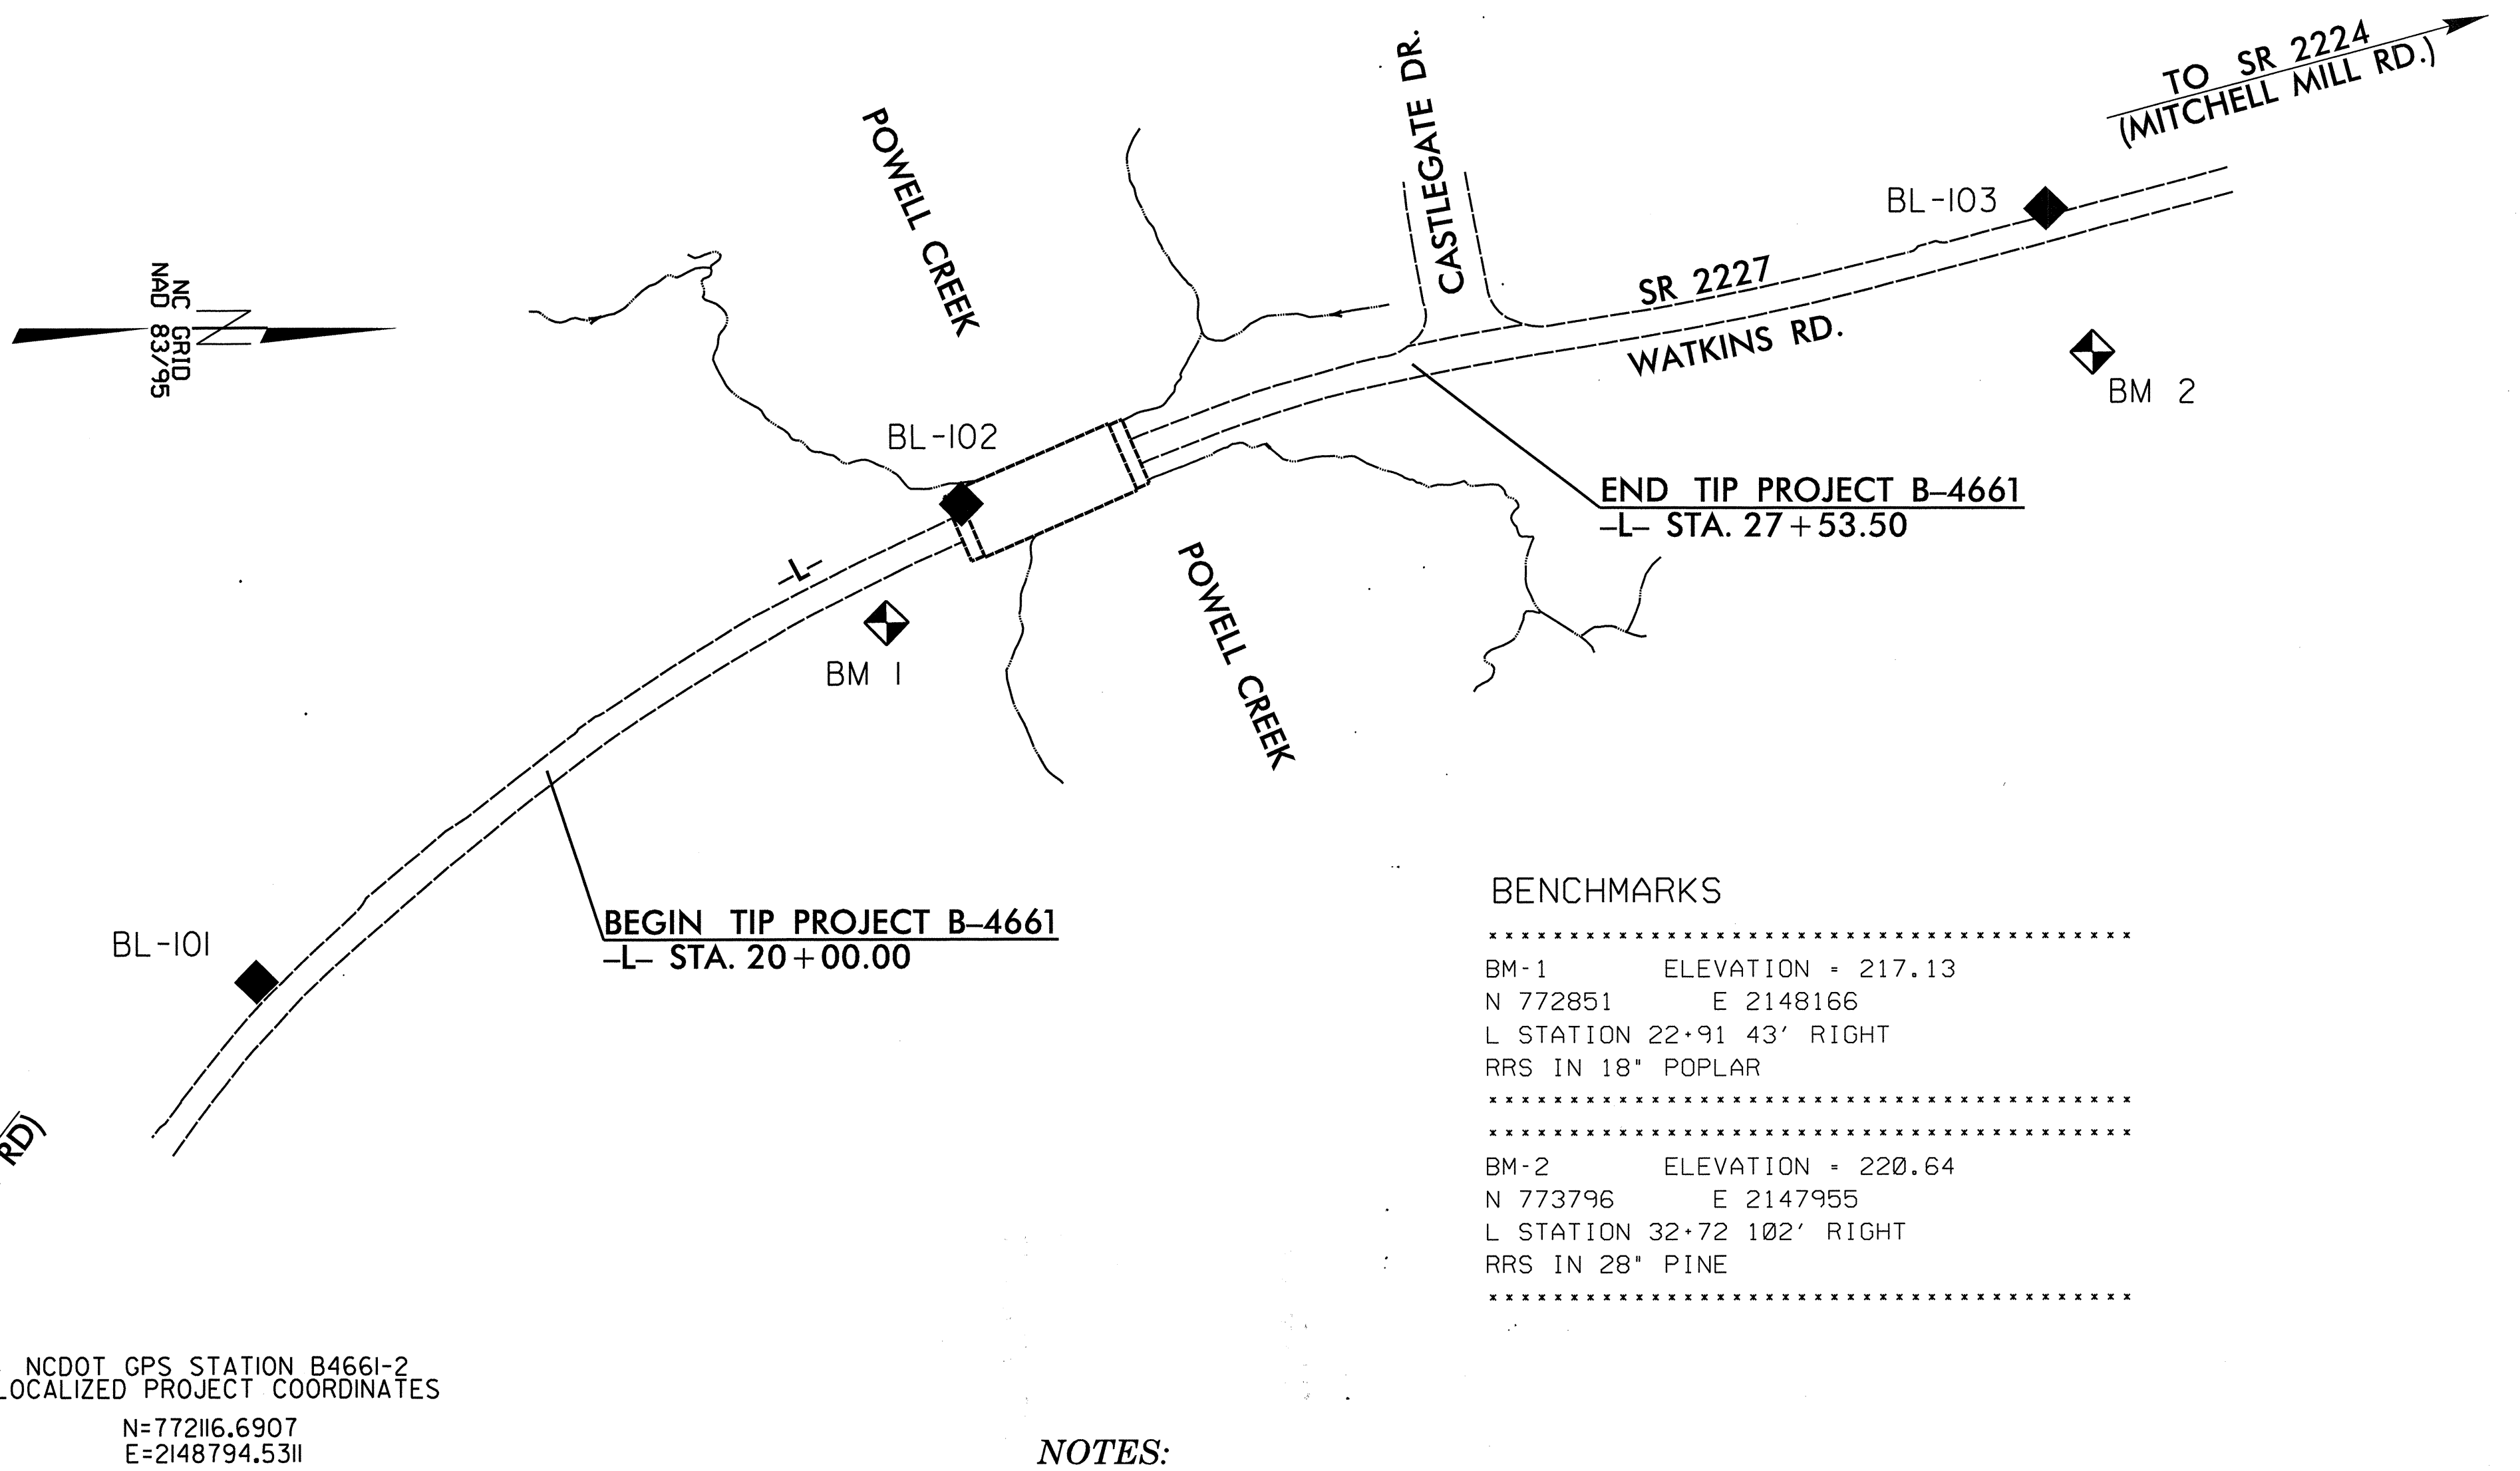 TO SR 2224
(MITCHELL MILL RD.)
CASTLEGATE DR.
POWELL CREEK
BL-103
NC GRID
NAD 83/95
N
SR 2227
WATKINS RD.
BM 2
BL-102
END TIP PROJECT B-4661
-L- STA. 27+53.50
-L-
POWELL CREEK
BM 1
BEGIN TIP PROJECT B-4661
-L- STA. 20+00.00
BL-101
RD)
BENCHMARKS
BM-1 ELEVATION = 217.13
N 772851 E 2148166
L STATION 22+91 43' RIGHT
RRS IN 18" POPLAR
BM-2 ELEVATION = 220.64
N 773796 E 2147955
L STATION 32+72 102' RIGHT
RRS IN 28" PINE
NCDOT GPS STATION B4661-2
LOCALIZED PROJECT COORDINATES
N=772116.6907
E=2148794.5311
NOTES: